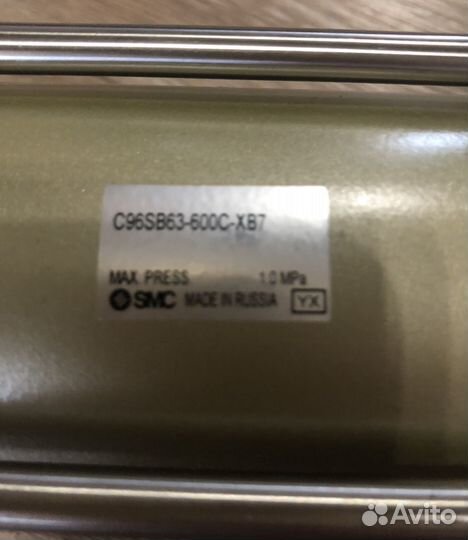 C96SB63-600C-XB7
MAX. PRESS 1.0 MPa
SMC MADE IN RUSSIA YX
Avito